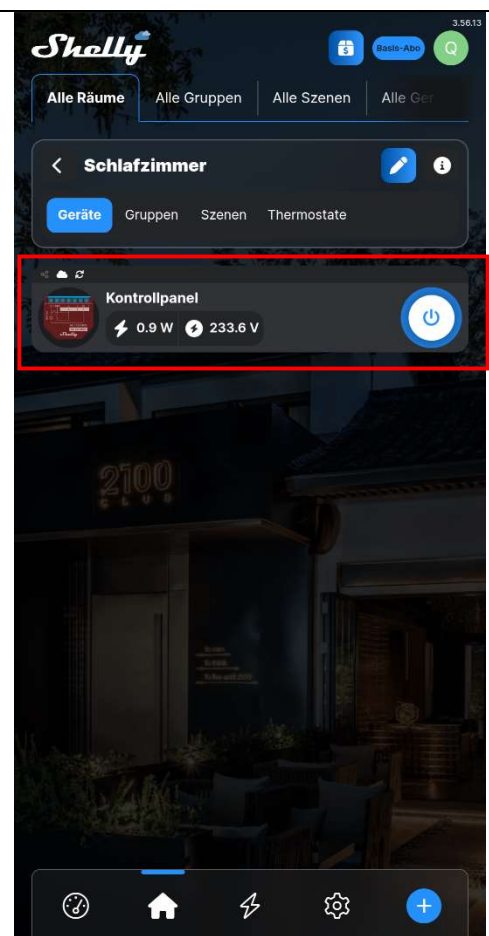 3.56.13
Shelly
Basis-Abo
Q
Alle Räume
Alle Gruppen
Alle Szenen
Alle Ger
Schlafzimmer
Geräte
Gruppen
Szenen
Thermostate
Kontrollpanel
0.9 W
233.6 V
Shelly
2100
CLUB